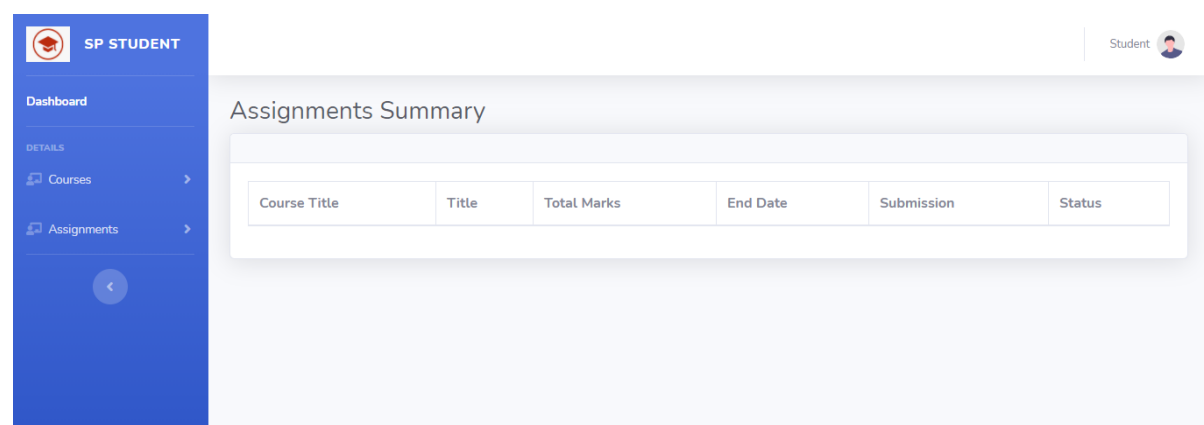 SP STUDENT
Student
Dashboard
Assignments Summary
DETAILS
Courses
Assignments
Course Title Title Total Marks End Date Submission Status